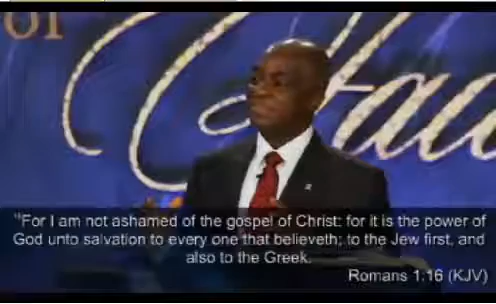 of
"For I am not ashamed of the gospel of Christ: for it is the power of
God unto salvation to every one that believeth; to the Jew first, and
also to the Greek.
Romans 1:16 (KJV)